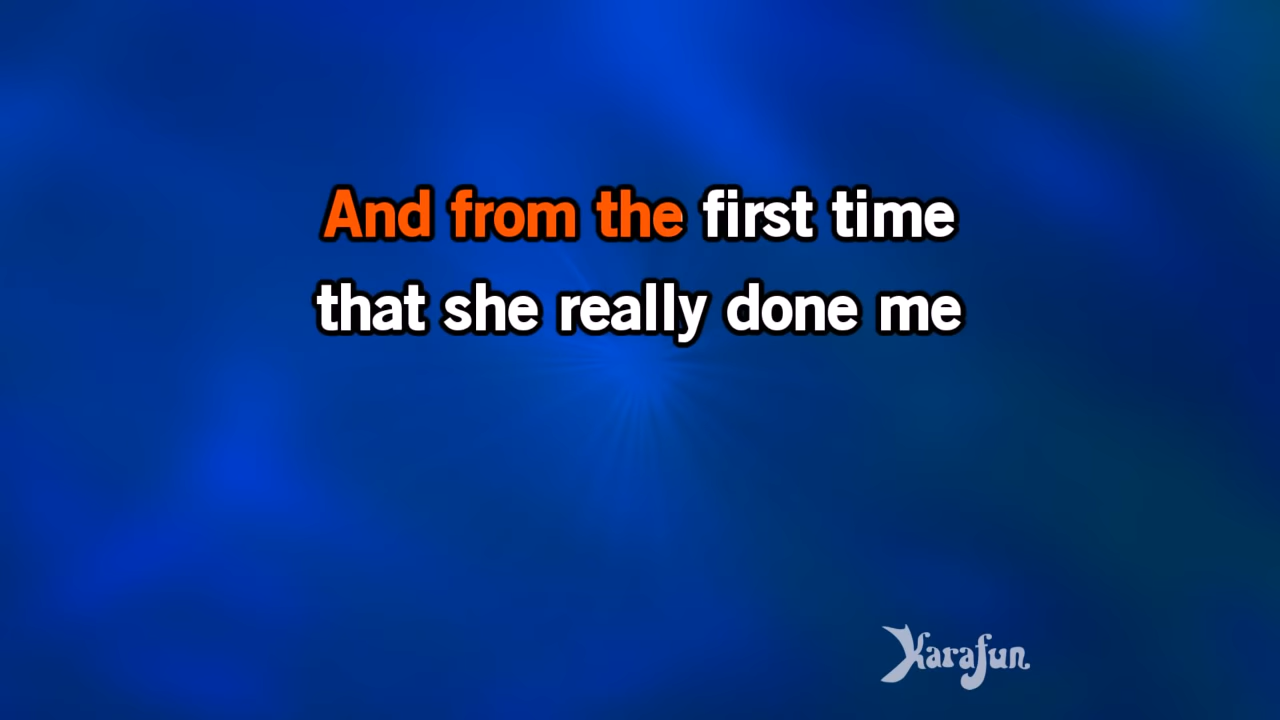 And from the first time
that she really done me
Karafun